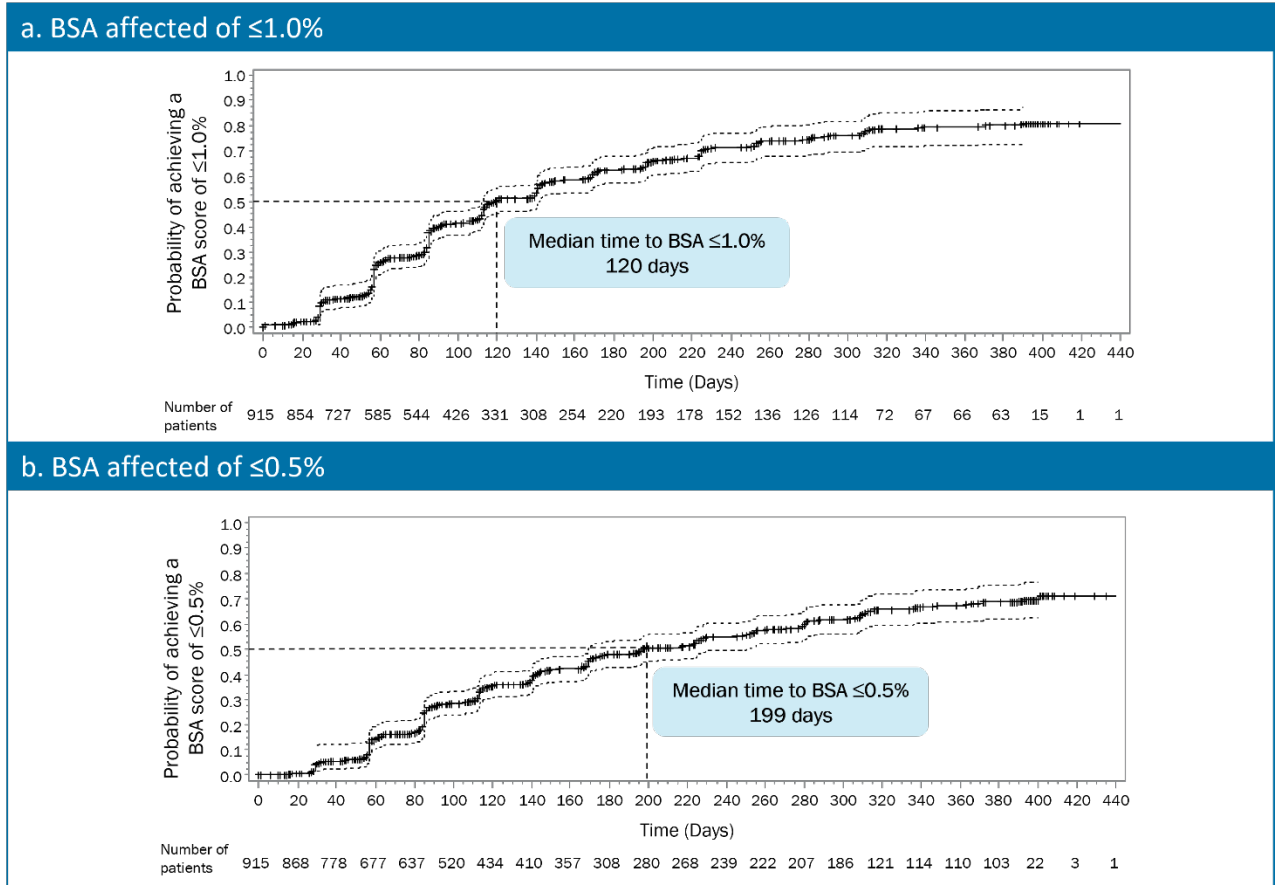 a. BSA affected of ≤1.0%
Probability of achieving a
BSA score of ≤1.0%
1.0
0.9
0.8
0.7
0.6
0.5
0.4
0.3
0.2
0.1
0.0
Median time to BSA ≤1.0%
120 days
0 20 40 60 80 100 120 140 160 180 200 220 240 260 280 300 320 340 360 380 400 420 440
Time (Days)
Number of
patients
915 854 727 585 544 426 331 308 254 220 193 178 152 136 126 114 72 67 66 63 15 1 1
b. BSA affected of ≤0.5%
Probability of achieving a
BSA score of ≤0.5%
1.0
0.9
0.8
0.7
0.6
0.5
0.4
0.3
0.2
0.1
0.0
Median time to BSA ≤0.5%
199 days
0 20 40 60 80 100 120 140 160 180 200 220 240 260 280 300 320 340 360 380 400 420 440
Time (Days)
Number of
patients
915 868 778 677 637 520 434 410 357 308 280 268 239 222 207 186 121 114 110 103 22 3 1